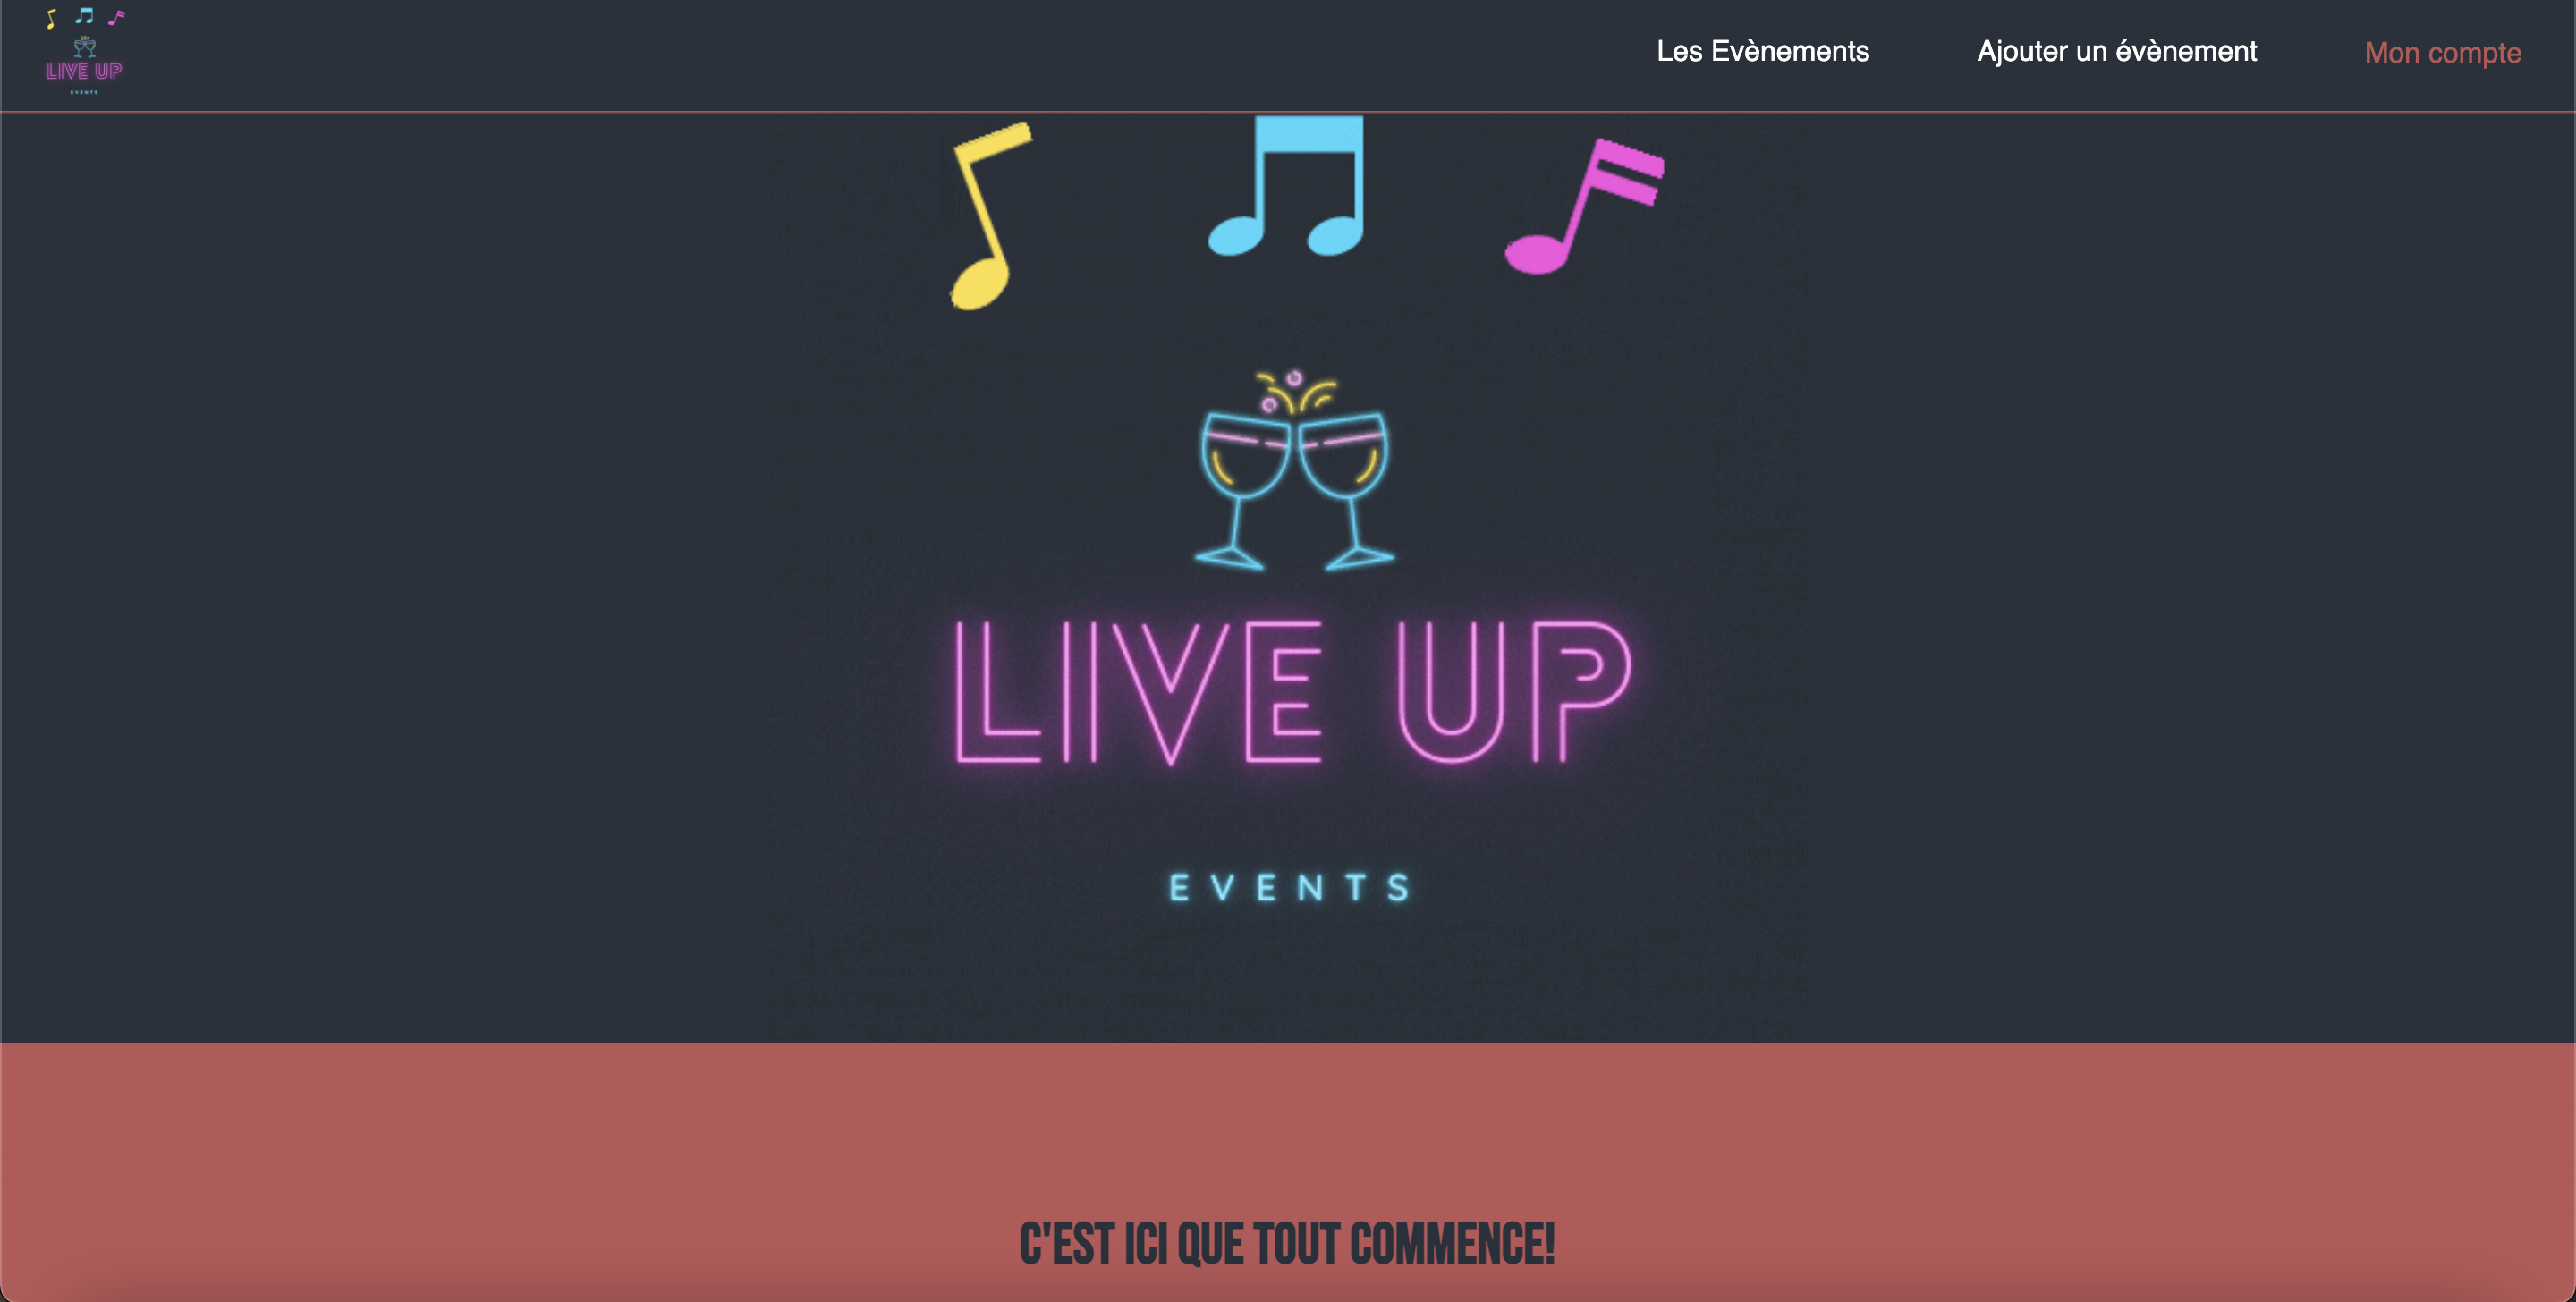 LIVE UP
EVENTS
Les Evènements
Ajouter un évènement
Mon compte
LIVE UP
EVENTS
C'EST ICI QUE TOUT COMMENCE!